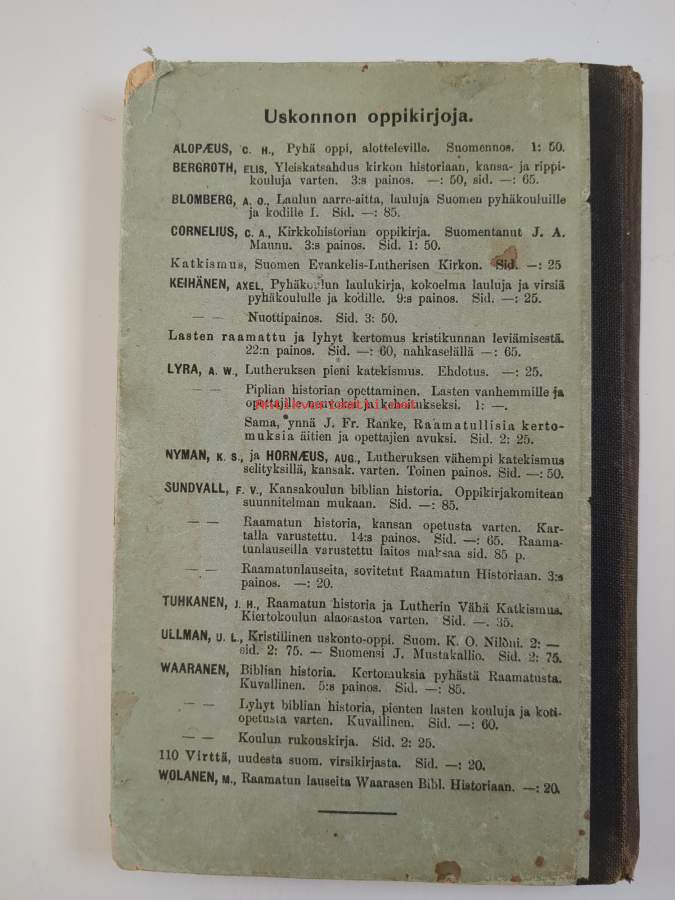 Uskonnon oppikirjoja.
ALOPÆUS, C. H., Pyhä oppi, alotteleville. Suomennos. 1: 50.
BERGROTH, ELIS, Yleiskatsahdus kirkon historiaan, kansa- ja rippi-
kouluja varten. 3:s painos. —: 50, sid. —: 65.
BLOMBERG, A. O., Laulun aarre-aitta, lauluja Suomen pyhäkouluille
ja kodille I. Sid. —: 85.
CORNELIUS, C. A., Kirkkohistorian oppikirja. Suomentanut J. A.
Maunu. 3:s painos. Sid. 1: 50.
Katkismus, Suomen Evankelis-Lutherisen Kirkon. Sid. —: 25
KEIHÄNEN, AXEL, Pyhäkoulun laulukirja, kokoelma lauluja ja virsiä
pyhäkoululle ja kodille. 9:s painos. Sid. —: 25.
— — Nuottipainos. Sid. 3: 50.
Lasten raamattu ja lyhyt kertomus kristikunnan leviämisestä.
22:n painos. Sid. —: 60, nahkaselällä —: 65.
LYRA, A. W., Lutheruksen pieni katekismus. Ehdotus. —: 25.
— — Piplian historian opettaminen. Lasten vanhemmille ja
opettajille neuvoksi ja kehoitukseksi. 1: —.
Antikvariaatti.net
Sama, ynnä J. Fr. Ranke, Raamatullisia kerto-
muksia äitien ja opettajien avuksi. Sid. 2: 25.
NYMAN, K. S., ja HORNÆUS, AUG., Lutheruksen vähempi katekismus
selityksillä, kansak. varten. Toinen painos. Sid. —: 50.
SUNDVALL, F. V., Kansakoulun biblian historia. Oppikirjakomitean
suunnitelman mukaan. Sid. —: 85.
— — Raamatun historia, kansan opetusta varten. Kar-
talla varustettu. 14:s painos. Sid. —: 65. Raama-
tunlauseilla varustettu laitos maksaa sid. 85 p.
— — Raamatunlauseita, sovitetut Raamatun Historiaan. 3:s
painos. —: 20.
TUHKANEN, J. H., Raamatun historia ja Lutherin Vähä Katkismus.
Kiertokoulun alaosastoa varten. Sid. —. 35.
ULLMAN, U. L., Kristillinen uskonto-oppi. Suom. K. O. Nilóni. 2: —
sid. 2: 75. — Suomensi J. Mustakallio. Sid. 2: 75.
WAARANEN, Biblian historia. Kertomuksia pyhästä Raamatusta.
Kuvallinen. 5:s painos. Sid. —: 85.
— — Lyhyt biblian historia, pienten lasten kouluja ja koti-
opetusta varten. Kuvallinen. Sid. —: 60.
— — Koulun rukouskirja. Sid. 2: 25.
110 Virttä, uudesta suom. virsikirjasta. Sid. —: 20.
WOLANEN, M., Raamatun lauseita Waarasen Bibl. Historiaan. —: 20.